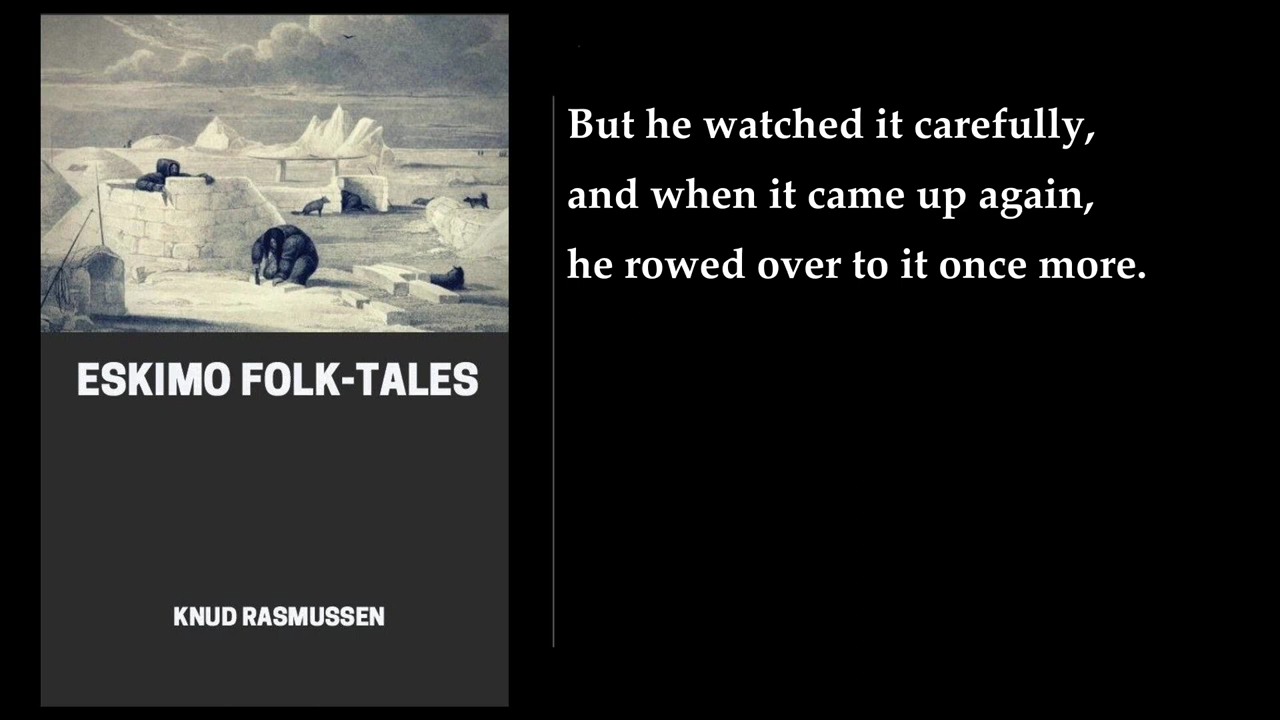 ESKIMO FOLK-TALES
KNUD RASMUSSEN
But he watched it carefully,
and when it came up again,
he rowed over to it once more.